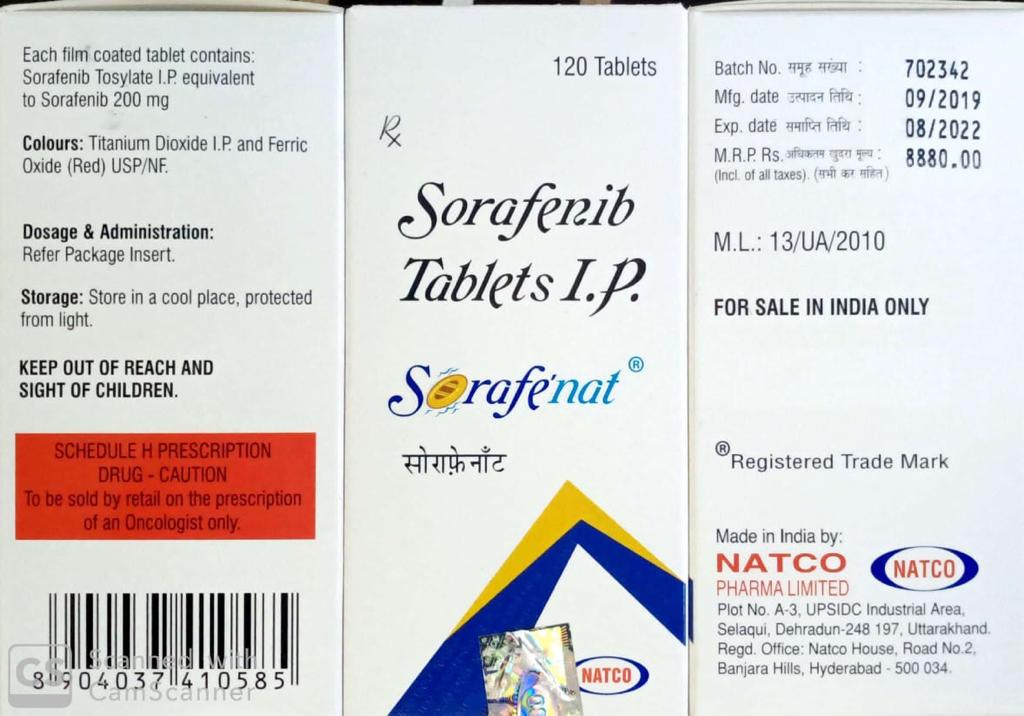 Each film coated tablet contains:
Sorafenib Tosylate I.P. equivalent
to Sorafenib 200 mg
Colours: Titanium Dioxide I.P. and Ferric
Oxide (Red) USP/NF.
Dosage & Administration:
Refer Package Insert.
Storage: Store in a cool place, protected
from light.
KEEP OUT OF REACH AND
SIGHT OF CHILDREN.
SCHEDULE H PRESCRIPTION
DRUG - CAUTION
To be sold by retail on the prescription
of an Oncologist only.
8 904037 410585
CS Scanned with
CamScanner
120 Tablets
Rx
Sorafenib
Tablets I.P.
Sorafenat ®
सोराफ़ेनॉंट
NATCO
Batch No. समूह संख्या : 702342
Mfg. date उत्पादन तिथि : 09/2019
Exp. date समाप्ति तिथि : 08/2022
M.R.P. Rs. अधिकतम खुदरा मूल्य : 8880.00
(Incl. of all taxes). (सभी कर सहित)
M.L.: 13/UA/2010
FOR SALE IN INDIA ONLY
® Registered Trade Mark
Made in India by:
NATCO
PHARMA LIMITED
NATCO
Plot No. A-3, UPSIDC Industrial Area,
Selaqui, Dehradun-248 197, Uttarakhand.
Regd. Office: Natco House, Road No.2,
Banjara Hills, Hyderabad - 500 034.